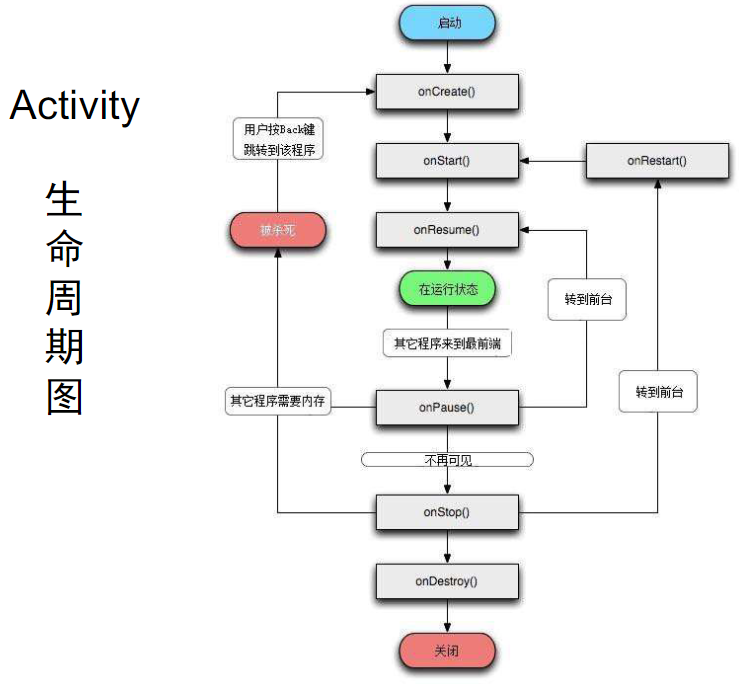 Activity
生
命
周
期
图
启动
onCreate()
用户按Back键
跳转到该程序
onStart()
onRestart()
被杀死
onResume()
在运行状态
转到前台
其它程序来到最前端
转到前台
其它程序需要内存
onPause()
不再可见
onStop()
onDestroy()
关闭